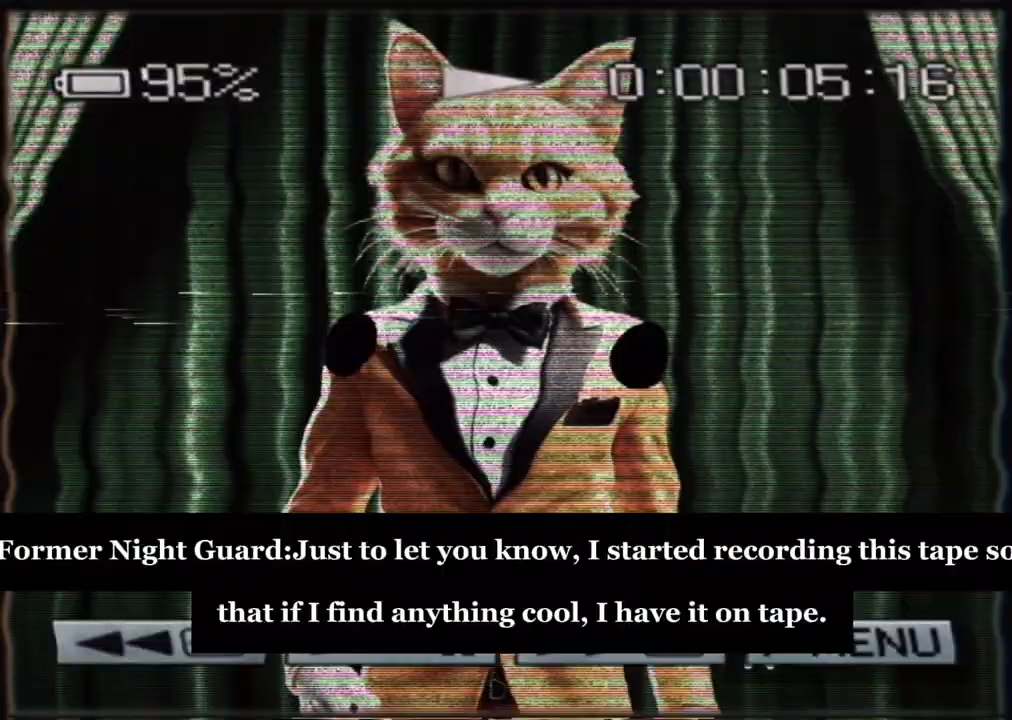 95%
0:00:05:16
Former Night Guard:Just to let you know, I started recording this tape so
that if I find anything cool, I have it on tape.
MENU